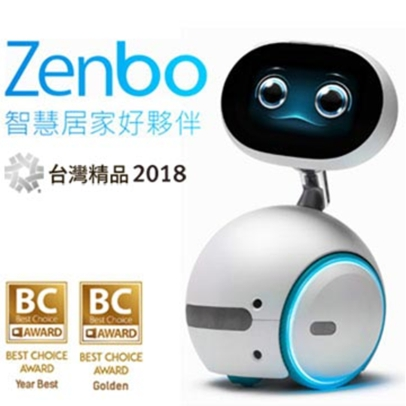 Zenbo
智慧居家好夥伴
台灣精品 2018
BC BC
Best Choice Best Choice
AWARD AWARD
BEST CHOICE BEST CHOICE
AWARD AWARD
Year Best Golden